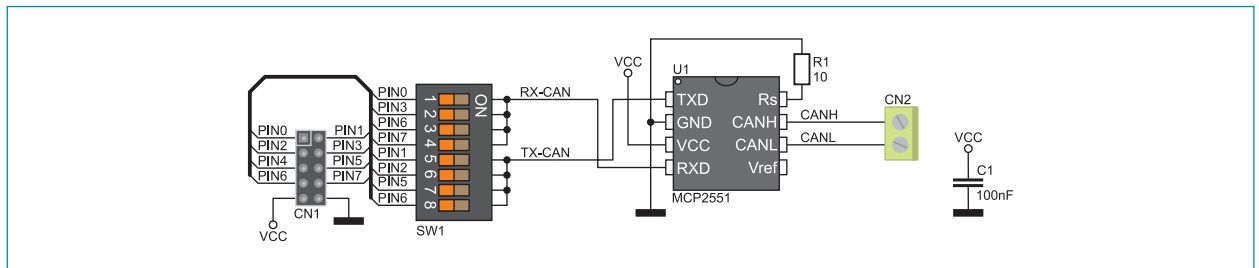 PIN0
PIN2
PIN4
PIN6
PIN1
PIN3
PIN5
PIN7
VCC
CN1
PIN0
PIN3
PIN6
PIN7
PIN1
PIN2
PIN5
PIN6
1
2
3
4
5
6
7
8
ON
SW1
RX-CAN
TX-CAN
VCC
U1
TXD
GND
VCC
RXD
Rs
CANH
CANL
Vref
MCP2551
R1
10
CANH
CANL
CN2
VCC
C1
100nF